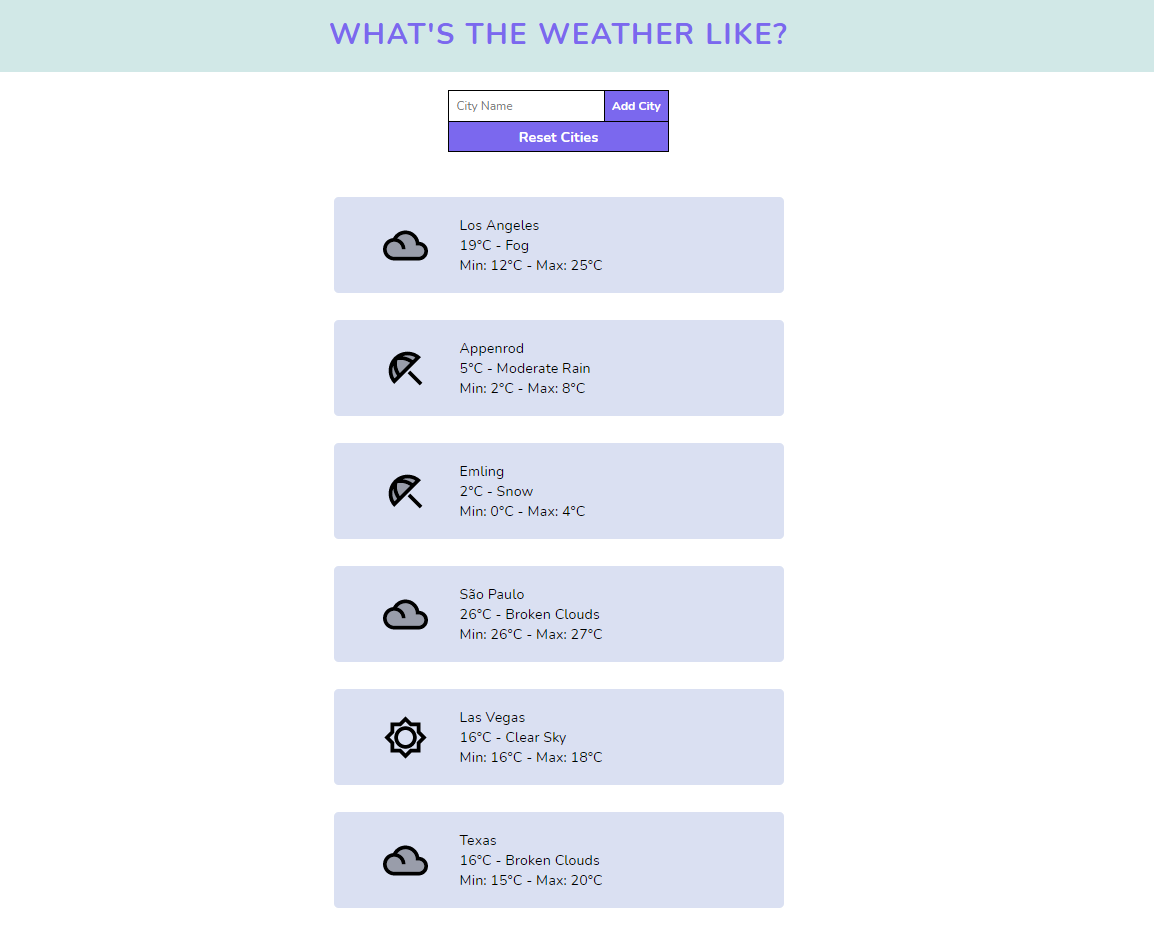 WHAT'S THE WEATHER LIKE?
City Name
Add City
Reset Cities
Los Angeles
19°C - Fog
Min: 12°C - Max: 25°C
Appenrod
5°C - Moderate Rain
Min: 2°C - Max: 8°C
Emling
2°C - Snow
Min: 0°C - Max: 4°C
São Paulo
26°C - Broken Clouds
Min: 26°C - Max: 27°C
Las Vegas
16°C - Clear Sky
Min: 16°C - Max: 18°C
Texas
16°C - Broken Clouds
Min: 15°C - Max: 20°C